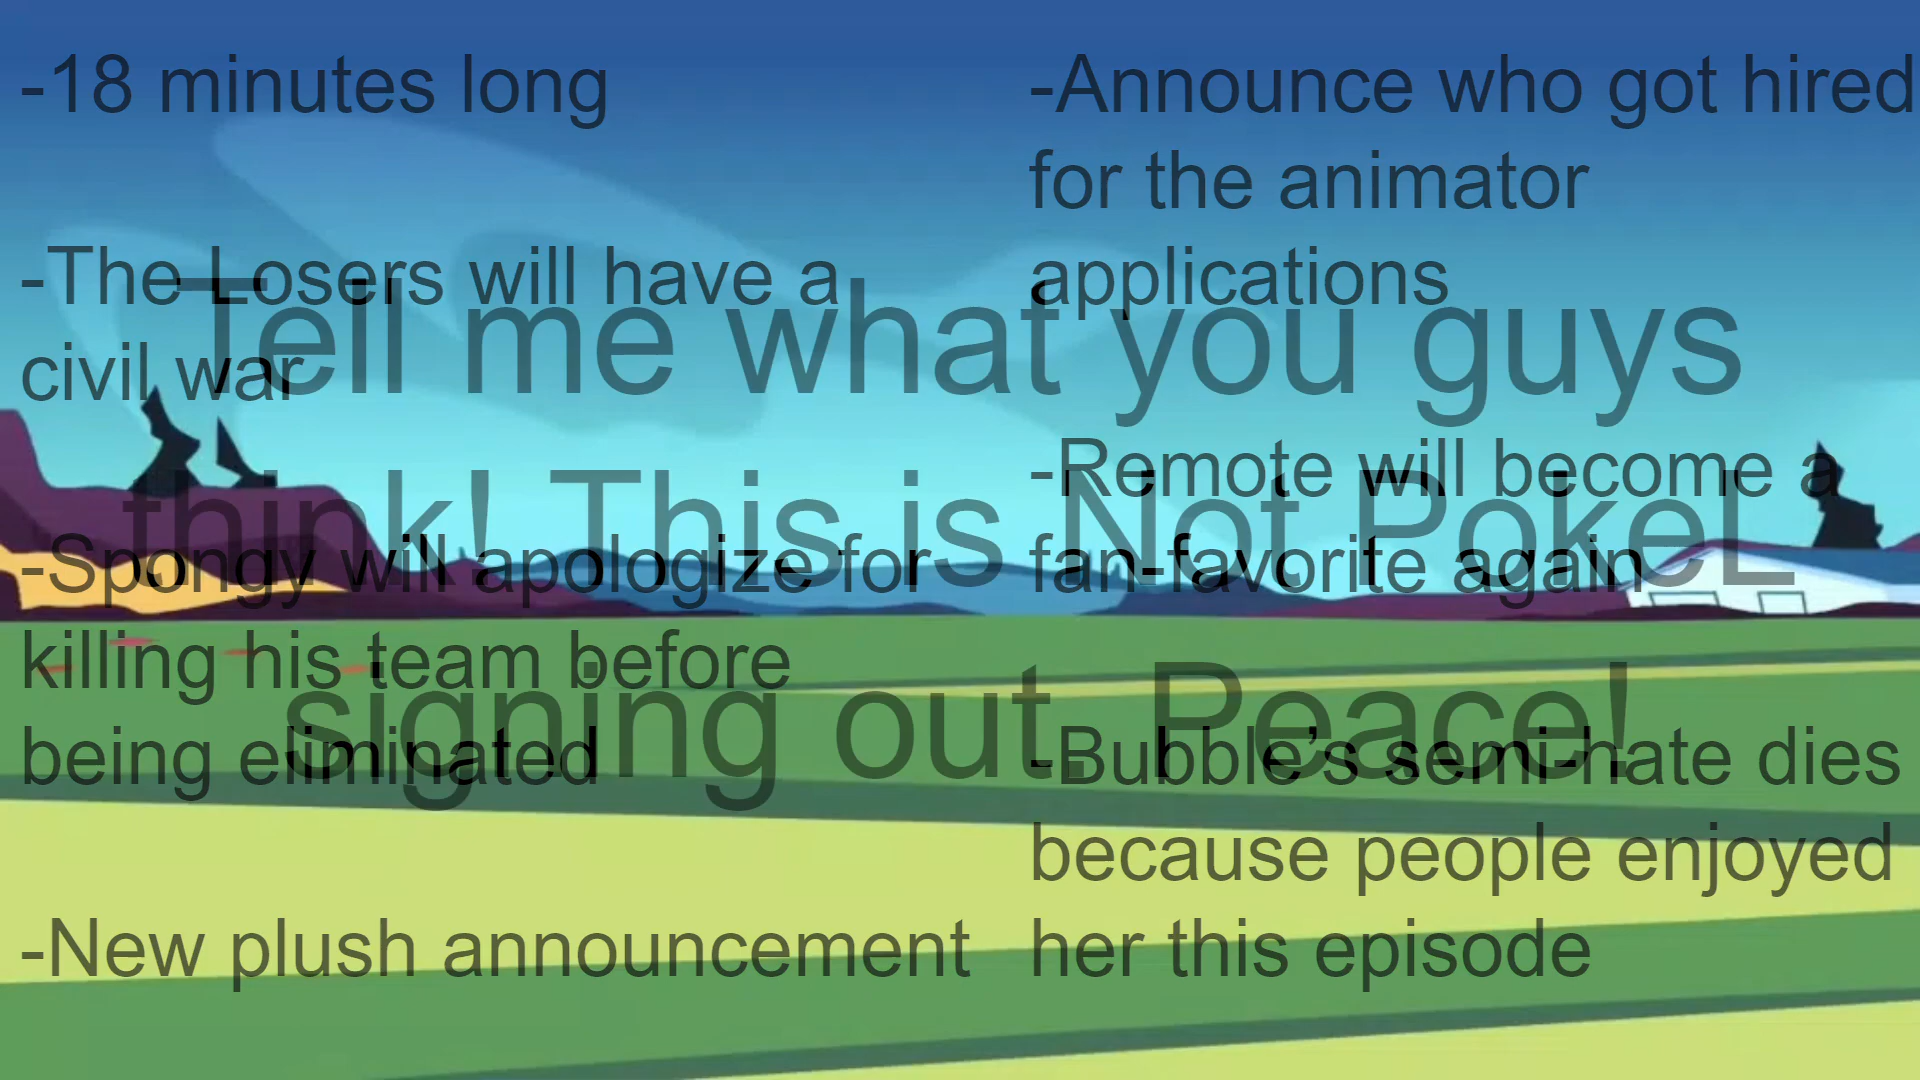 -18 minutes long
-The Losers will have a
civil war
-Spongy will apologize for
killing his team before
being eliminated
-New plush announcement
-Announce who got hired
for the animator
applications
-Remote will become a
fan-favorite again
-Bubble’s semi-hate dies
because people enjoyed
her this episode
Tell me what you guys
think! This is Not PokeL
signing out. Peace!